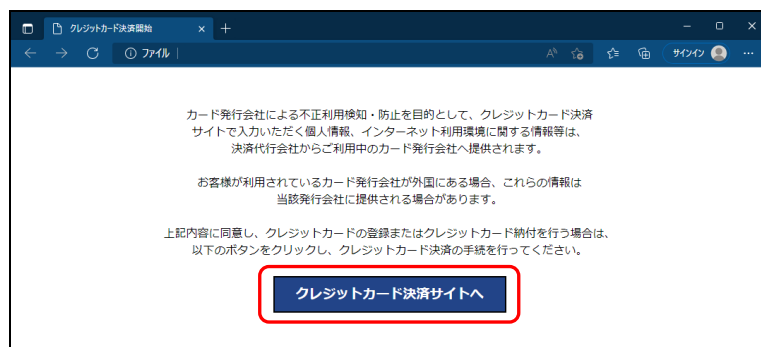 クレジットカード決済開始
ファイル
サインイン
カード発行会社による不正利用検知・防止を目的として、クレジットカード決済
サイトで入力いただく個人情報、インターネット利用環境に関する情報等は、
決済代行会社からご利用中のカード発行会社へ提供されます。
お客様が利用されているカード発行会社が外国にある場合、これらの情報は
当該発行会社に提供される場合があります。
上記内容に同意し、クレジットカードの登録またはクレジットカード納付を行う場合は、
以下のボタンをクリックし、クレジットカード決済の手続を行ってください。
クレジットカード決済サイトへ